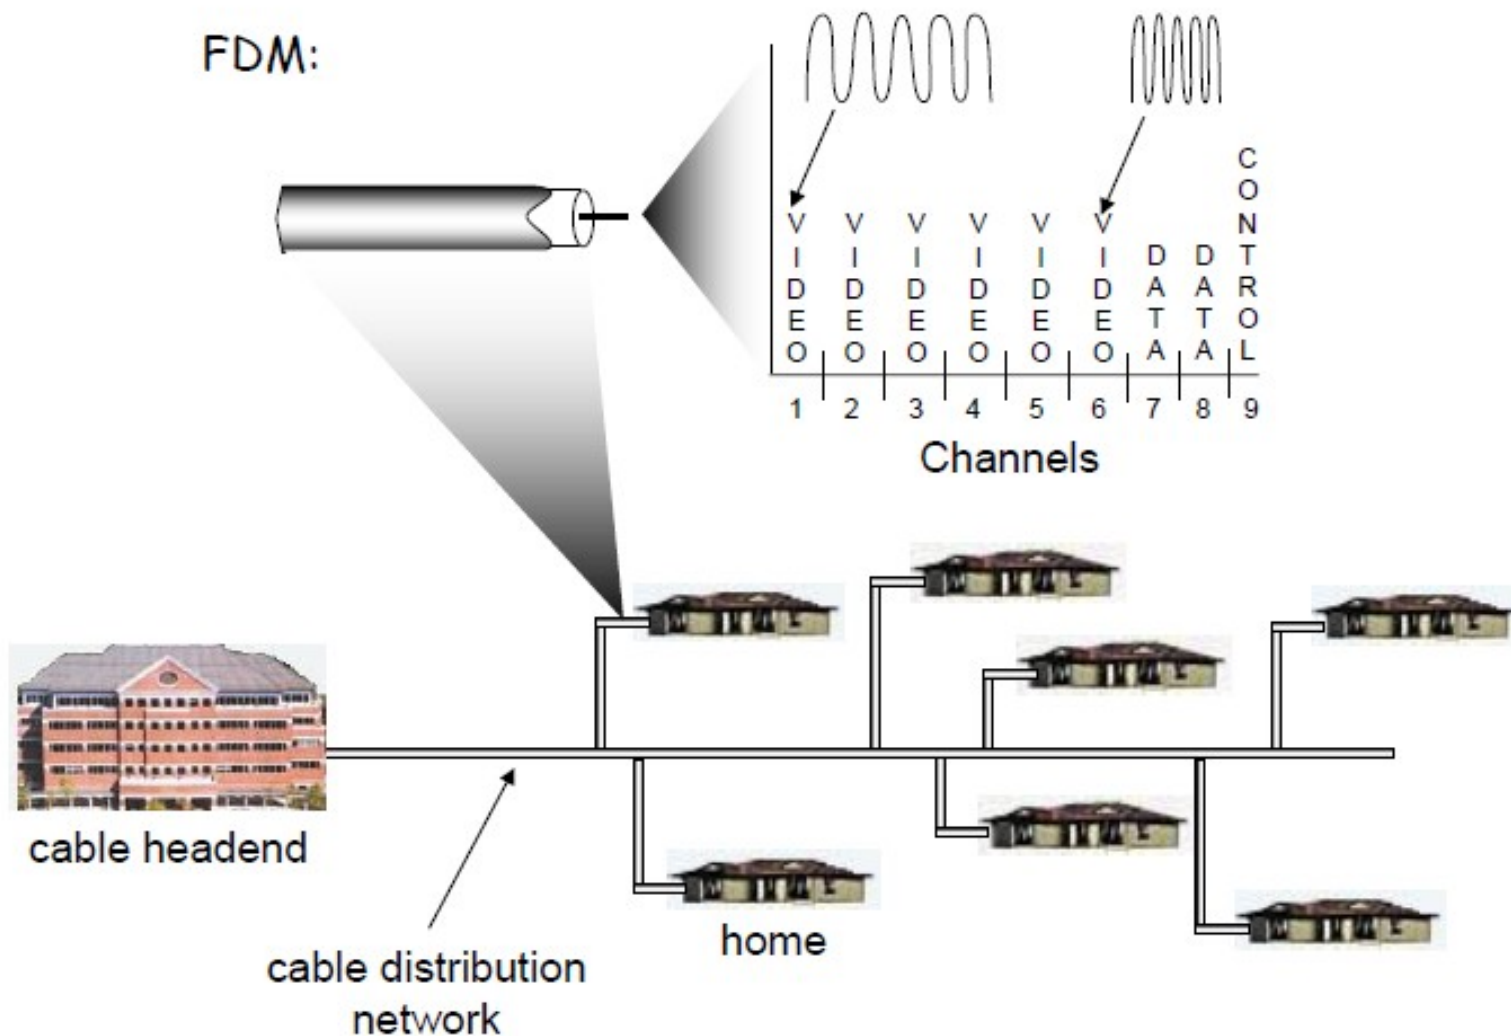 FDM:
VIDEO
VIDEO
VIDEO
VIDEO
VIDEO
VIDEO
DATA
DATA
CONTROL
1 2 3 4 5 6 7 8 9
Channels
cable headend
home
cable distribution
network